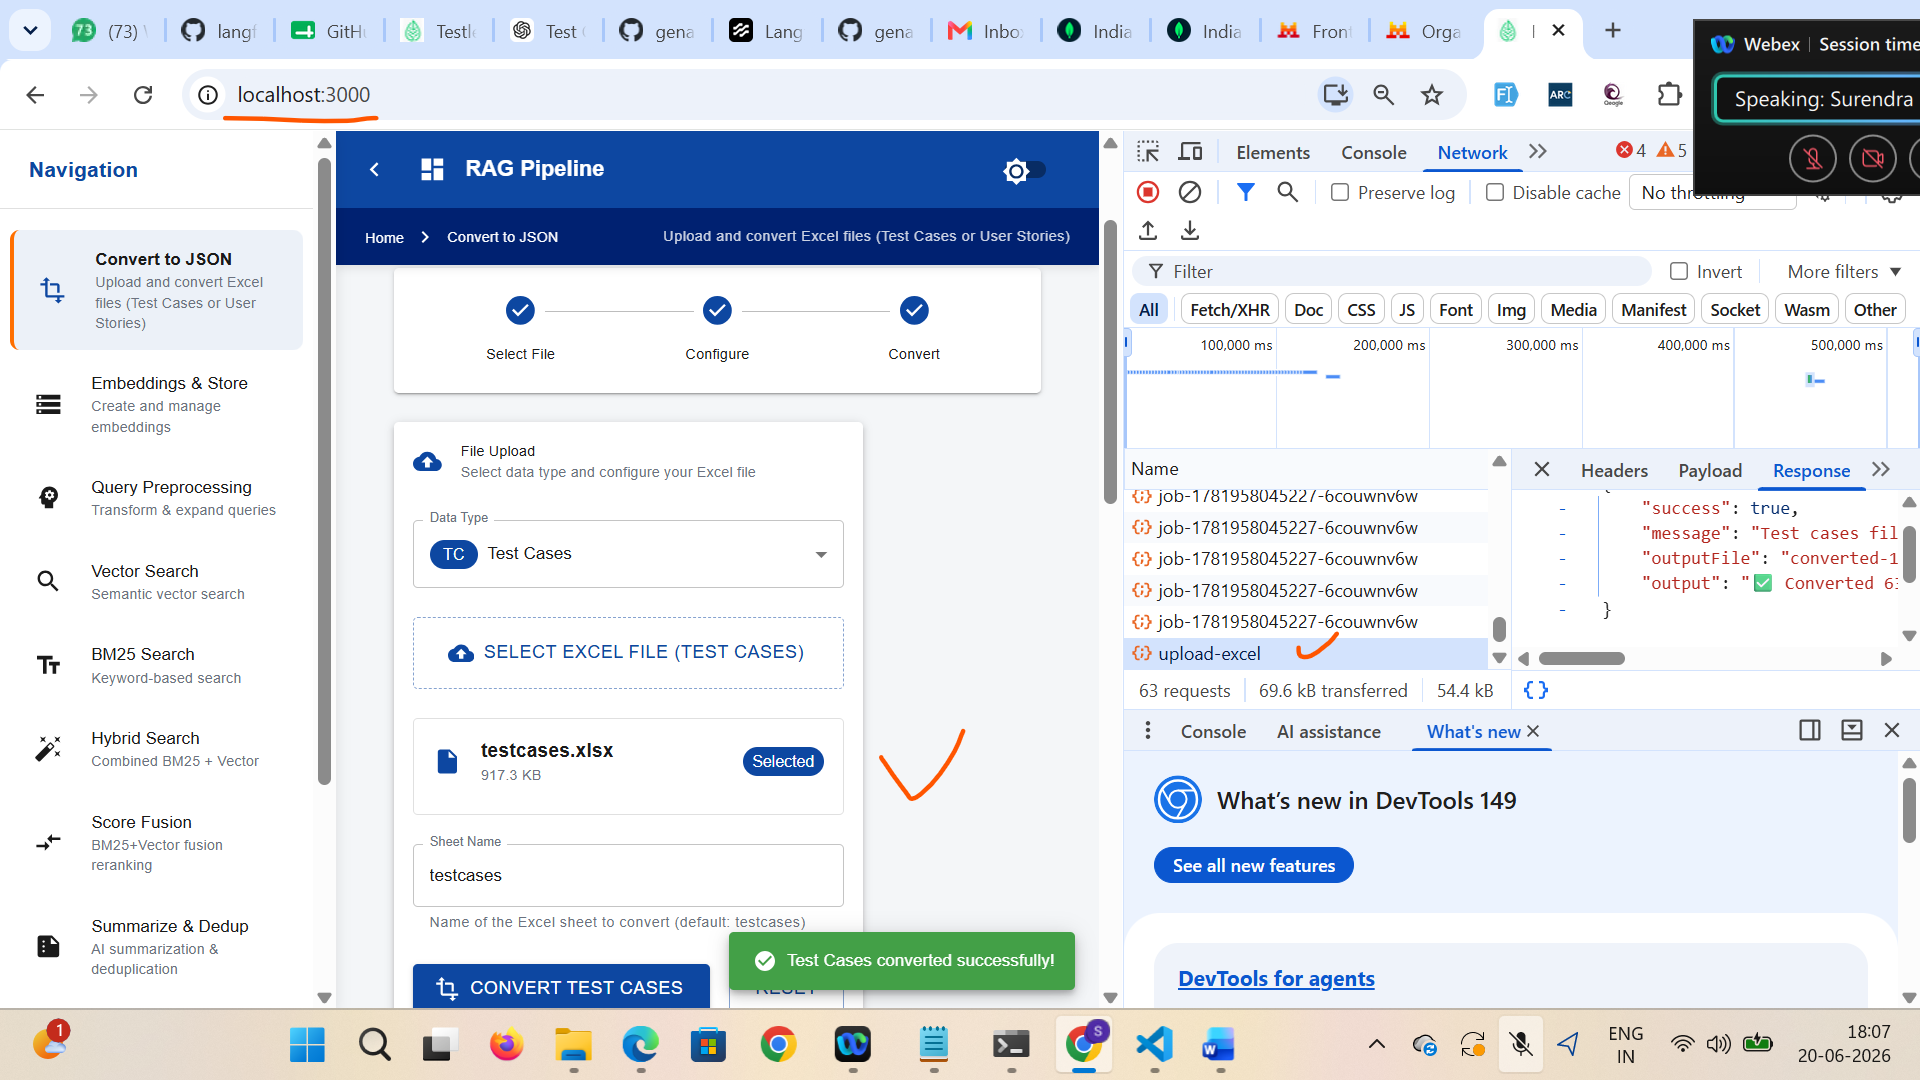 (73)
langf
GitHu
Testle
Test
gena
Lang
gena
Inbo
India
India
Front
Orga
Webex | Session time
Speaking: Surendra
localhost:3000
Navigation
Convert to JSON
Upload and convert Excel
files (Test Cases or User
Stories)
Embeddings & Store
Create and manage
embeddings
Query Preprocessing
Transform & expand queries
Vector Search
Semantic vector search
BM25 Search
Keyword-based search
Hybrid Search
Combined BM25 + Vector
Score Fusion
BM25+Vector fusion
reranking
Summarize & Dedup
AI summarization &
deduplication
RAG Pipeline
Home > Convert to JSON
Upload and convert Excel files (Test Cases or User Stories)
Select File
Configure
Convert
File Upload
Select data type and configure your Excel file
Data Type
TC Test Cases
SELECT EXCEL FILE (TEST CASES)
testcases.xlsx
917.3 KB
Selected
Sheet Name
testcases
Name of the Excel sheet to convert (default: testcases)
CONVERT TEST CASES
RESET
Test Cases converted successfully!
Elements
Console
Network
4
5
Preserve log
Disable cache
No throttling
Filter
Invert
More filters
All
Fetch/XHR
Doc
CSS
JS
Font
Img
Media
Manifest
Socket
Wasm
Other
100,000 ms
200,000 ms
300,000 ms
400,000 ms
500,000 ms
Name
job-1781958045227-6couwnv6w
job-1781958045227-6couwnv6w
job-1781958045227-6couwnv6w
job-1781958045227-6couwnv6w
job-1781958045227-6couwnv6w
upload-excel
63 requests
69.6 kB transferred
54.4 kB
Headers
Payload
Response
"success": true,
"message": "Test cases fil
"outputFile": "converted-1
"output": "✅ Converted 63
}
Console
AI assistance
What's new
What's new in DevTools 149
See all new features
DevTools for agents
1
S
ENG
IN
18:07
20-06-2026